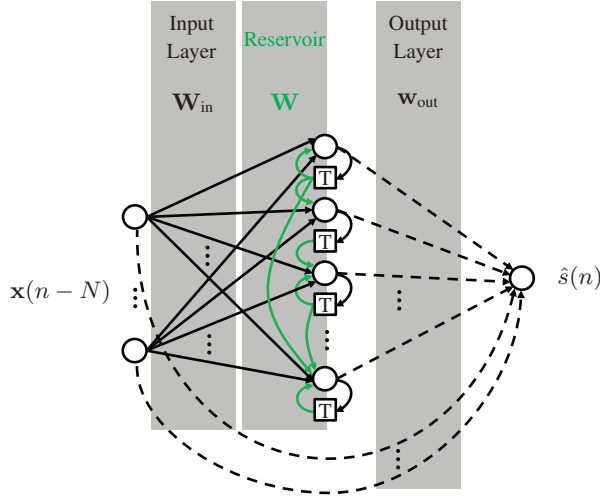 Input
Layer
W_in
Reservoir
W
Output
Layer
w_out
T
T
T
T
x(n − N)
ŝ(n)